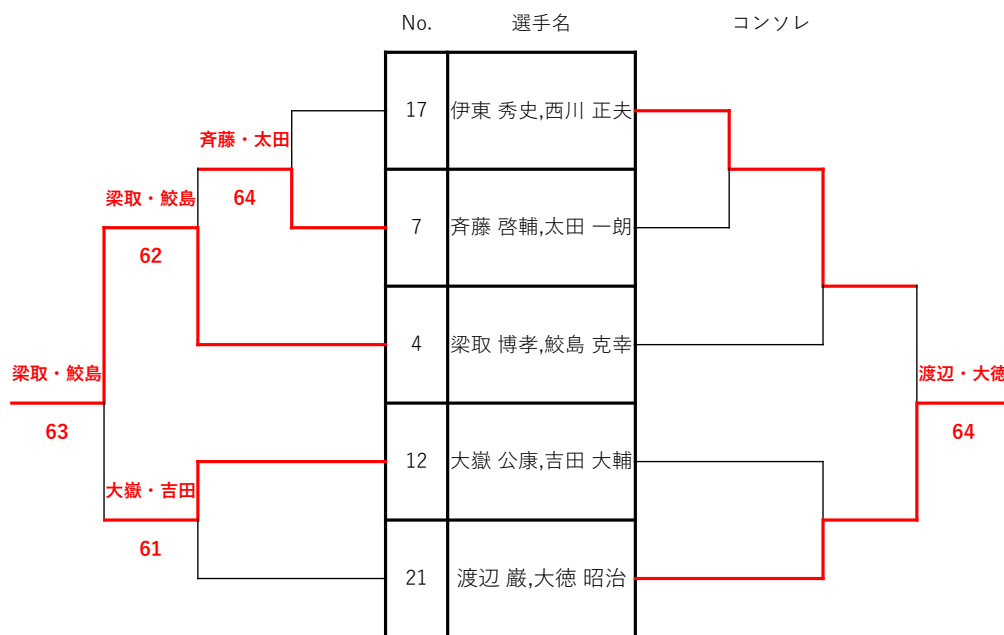 No. 選手名 コンソレ
17 伊東 秀史,西川 正夫
斉藤・太田
64
梁取・鮫島
7 斉藤 啓輔,太田 一朗
62
4 梁取 博孝,鮫島 克幸
梁取・鮫島
渡辺・大徳
63
64
12 大嶽 公康,吉田 大輔
大嶽・吉田
61
21 渡辺 巌,大徳 昭治